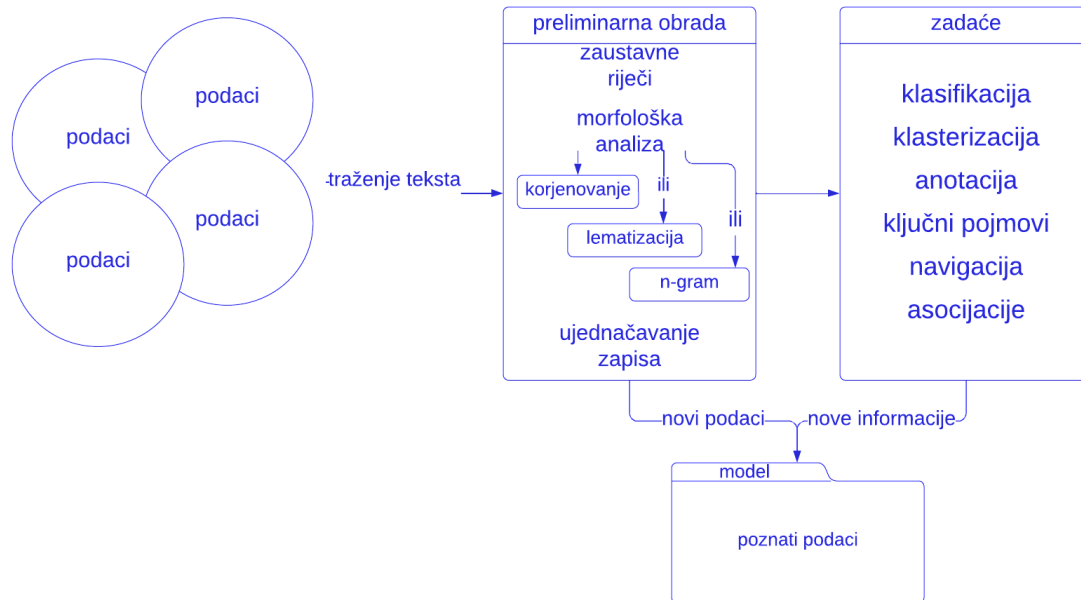 podaci
podaci
podaci
podaci
traženje teksta
preliminarna obrada
zaustavne
riječi
morfološka
analiza
korjenovanje
ili
lematizacija
ili
n-gram
ujednačavanje
zapisa
zadaće
klasifikacija
klasterizacija
anotacija
ključni pojmovi
navigacija
asocijacije
novi podaci
nove informacije
model
poznati podaci